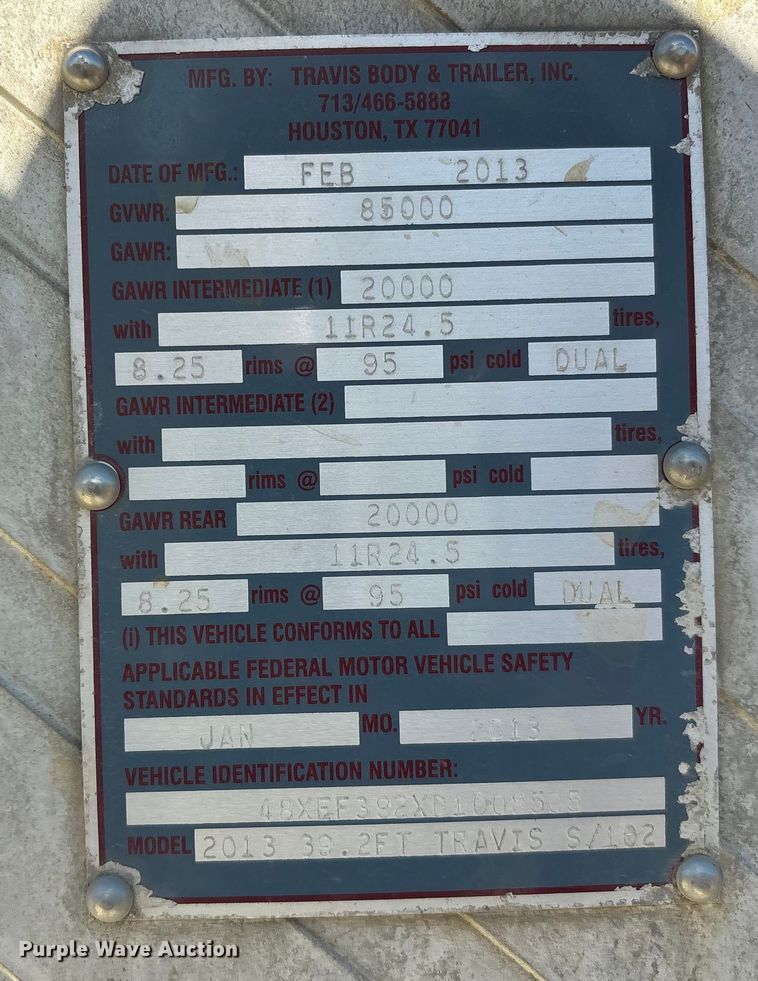 MFG. BY: TRAVIS BODY & TRAILER, INC.
713/466-5888
HOUSTON, TX 77041
DATE OF MFG.: FEB 2013
GVWR: 85000
GAWR:
GAWR INTERMEDIATE (1) 20000
with 11R24.5 tires,
8.25 rims @ 95 psi cold DUAL
GAWR INTERMEDIATE (2)
with tires,
rims @ psi cold
GAWR REAR 20000
with 11R24.5 tires,
8.25 rims @ 95 psi cold DUAL
(i) THIS VEHICLE CONFORMS TO ALL
APPLICABLE FEDERAL MOTOR VEHICLE SAFETY
STANDARDS IN EFFECT IN
JAN MO. 2013 YR.
VEHICLE IDENTIFICATION NUMBER:
MODEL 2013 39.2FT TRAVIS S/102
Purple Wave Auction